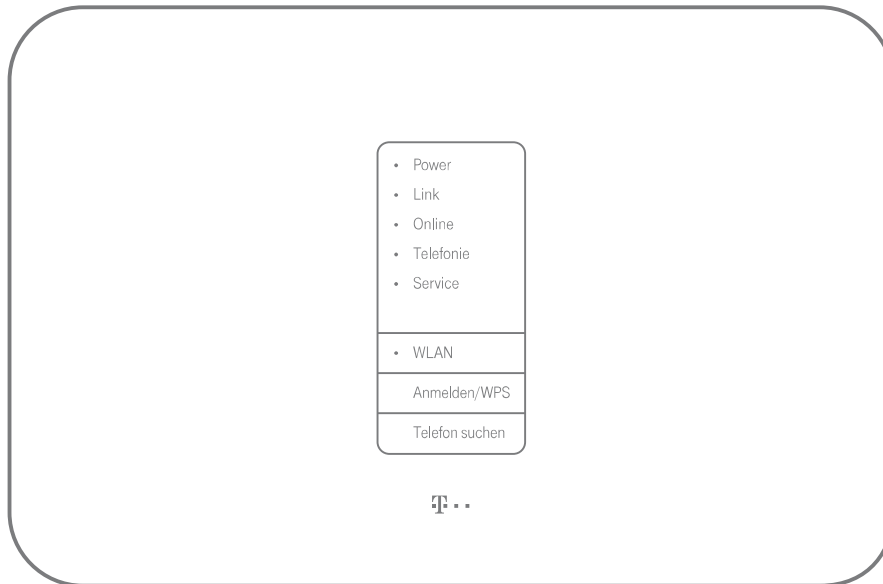 • Power
• Link
• Online
• Telefonie
• Service
• WLAN
Anmelden/WPS
Telefon suchen
T